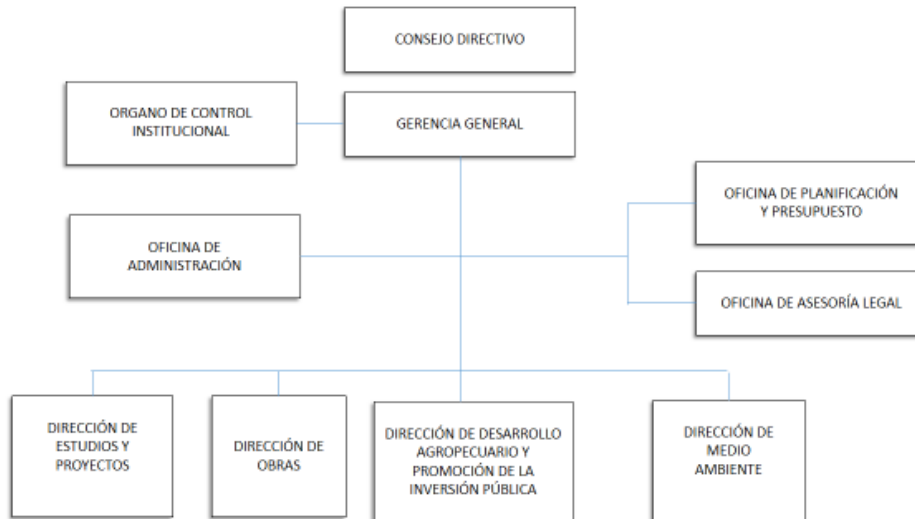 CONSEJO DIRECTIVO
ORGANO DE CONTROL
INSTITUCIONAL
GERENCIA GENERAL
OFICINA DE PLANIFICACIÓN
Y PRESUPUESTO
OFICINA DE
ADMINISTRACIÓN
OFICINA DE ASESORÍA LEGAL
DIRECCIÓN DE
ESTUDIOS Y
PROYECTOS
DIRECCIÓN DE
OBRAS
DIRECCIÓN DE DESARROLLO
AGROPECUARIO Y
PROMOCIÓN DE LA
INVERSIÓN PÚBLICA
DIRECCIÓN DE
MEDIO
AMBIENTE